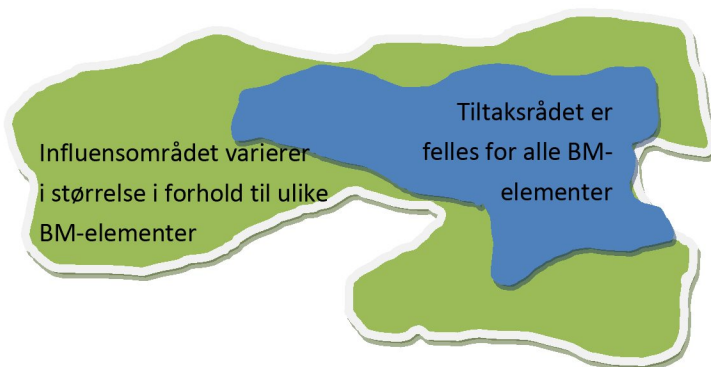 Influensområdet varierer
i størrelse i forhold til ulike
BM-elementer
Tiltaksrådet er
felles for alle BM-
elementer